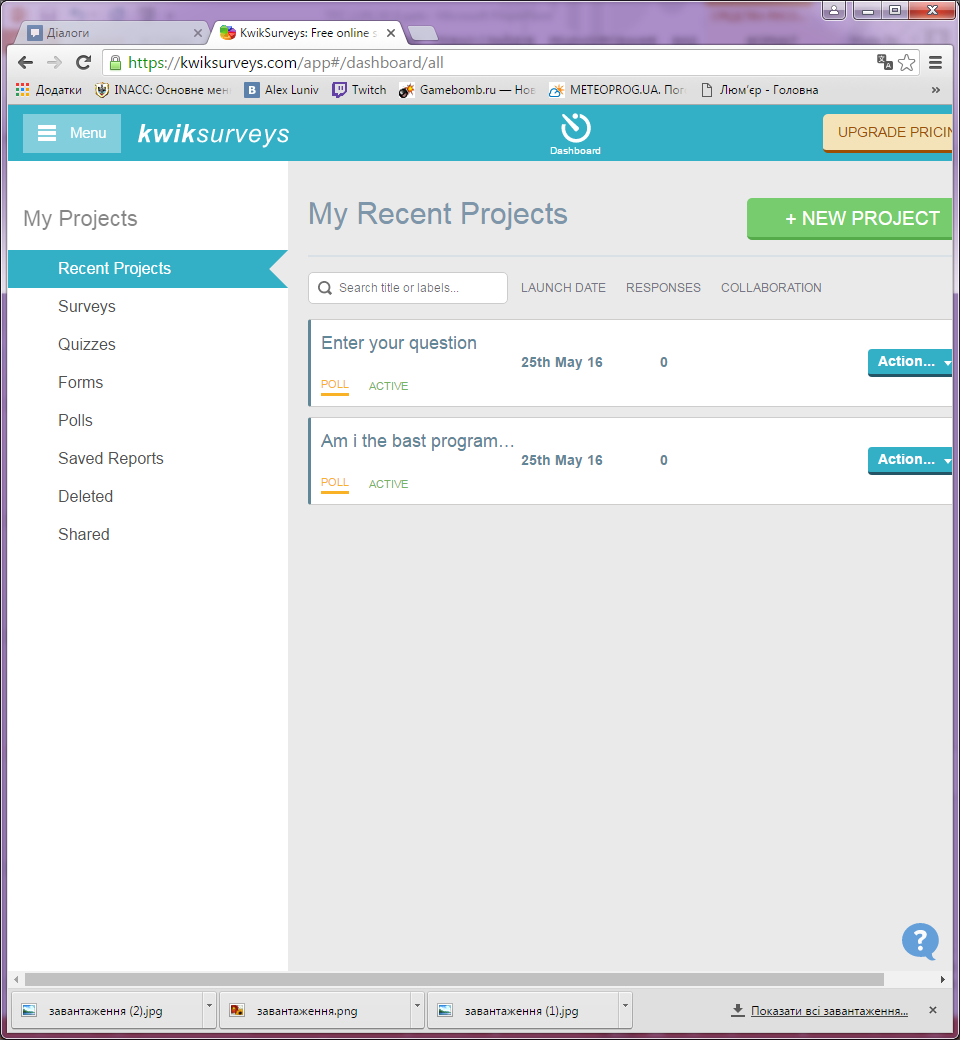 Діалоги
KwikSurveys: Free online s
https://kwiksurveys.com/app#/dashboard/all
Додатки
ІNАСС: Основне мен
Alex Luniv
Twitch
Gamebomb.ru — Нов
METEOPROG.UA. Пог
Люм'єр - Головна
»
Menu
kwiksurveys
Dashboard
UPGRADE PRICIN
My Projects
Recent Projects
Surveys
Quizzes
Forms
Polls
Saved Reports
Deleted
Shared
My Recent Projects
+ NEW PROJECT
Search title or labels...
LAUNCH DATE
RESPONSES
COLLABORATION
Enter your question
25th May 16
0
Action...
POLL
ACTIVE
Am i the bast program…
25th May 16
0
Action...
POLL
ACTIVE
?
завантаження (2).jpg
завантаження.png
завантаження (1).jpg
Показати всі завантаження...